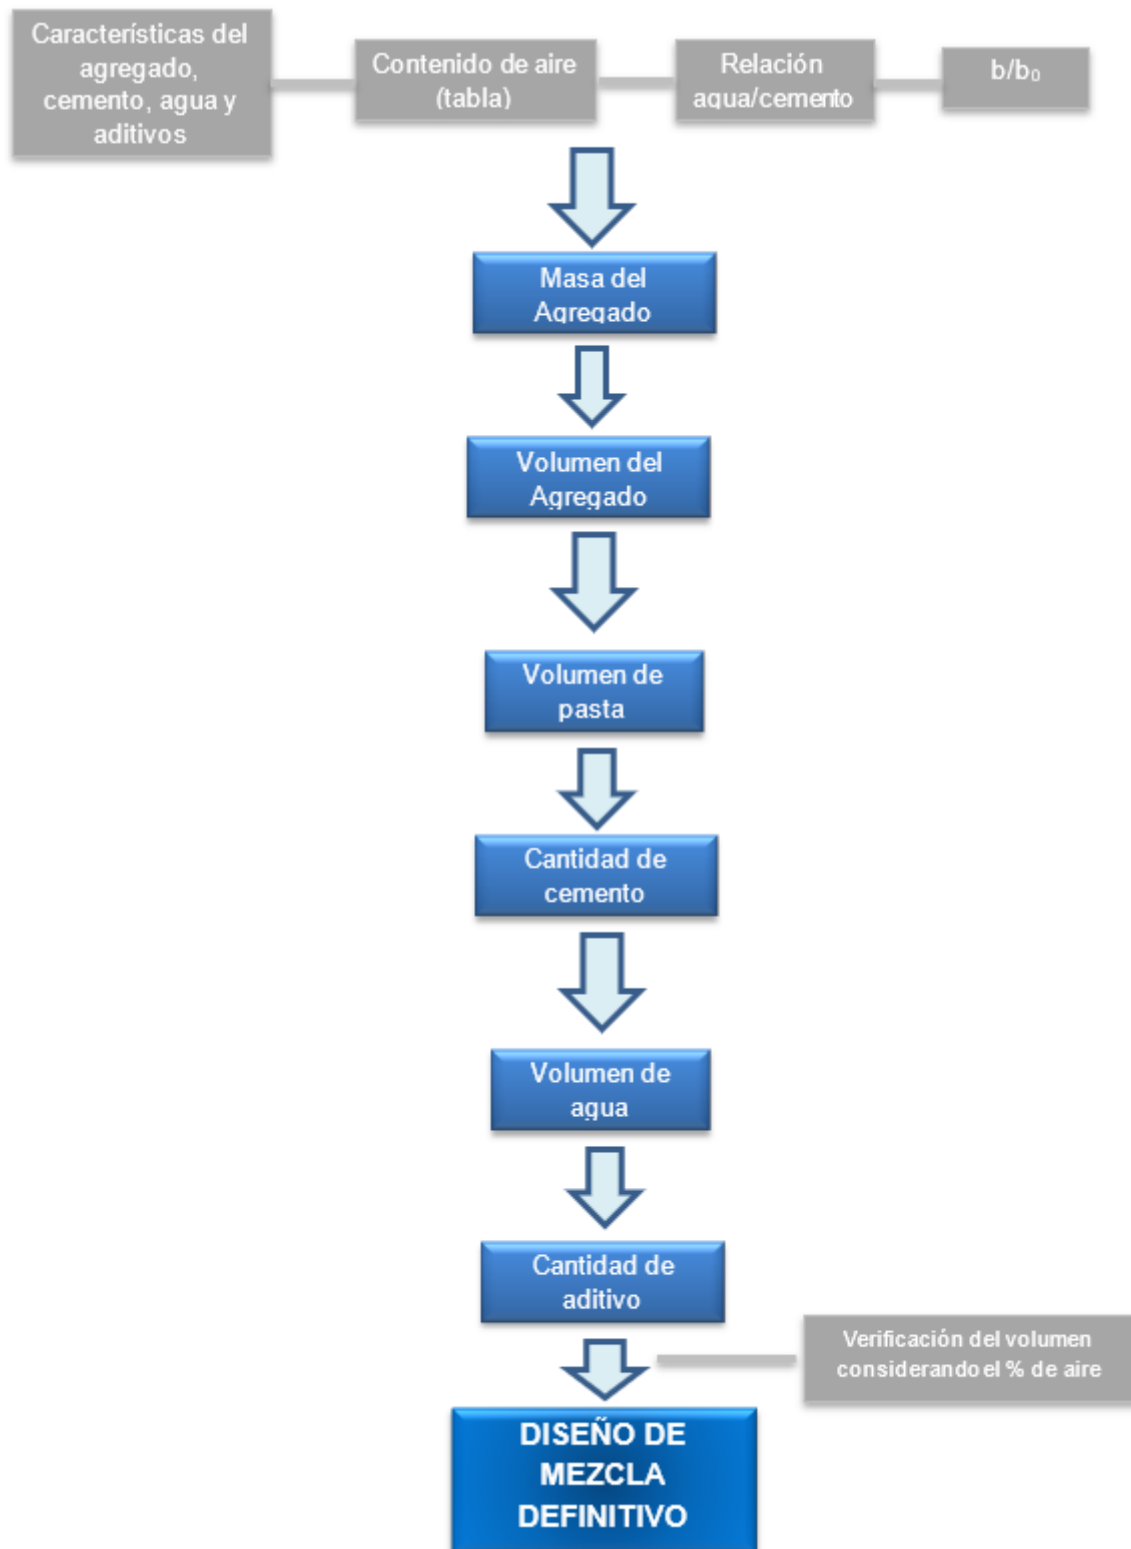 Características del
agregado,
cemento, agua y
aditivos
Contenido de aire
(tabla)
Relación
agua/cemento
b/b₀
Masa del
Agregado
Volumen del
Agregado
Volumen de
pasta
Cantidad de
cemento
Volumen de
agua
Cantidad de
aditivo
Verificación del volumen
considerando el % de aire
DISEÑO DE
MEZCLA
DEFINITIVO